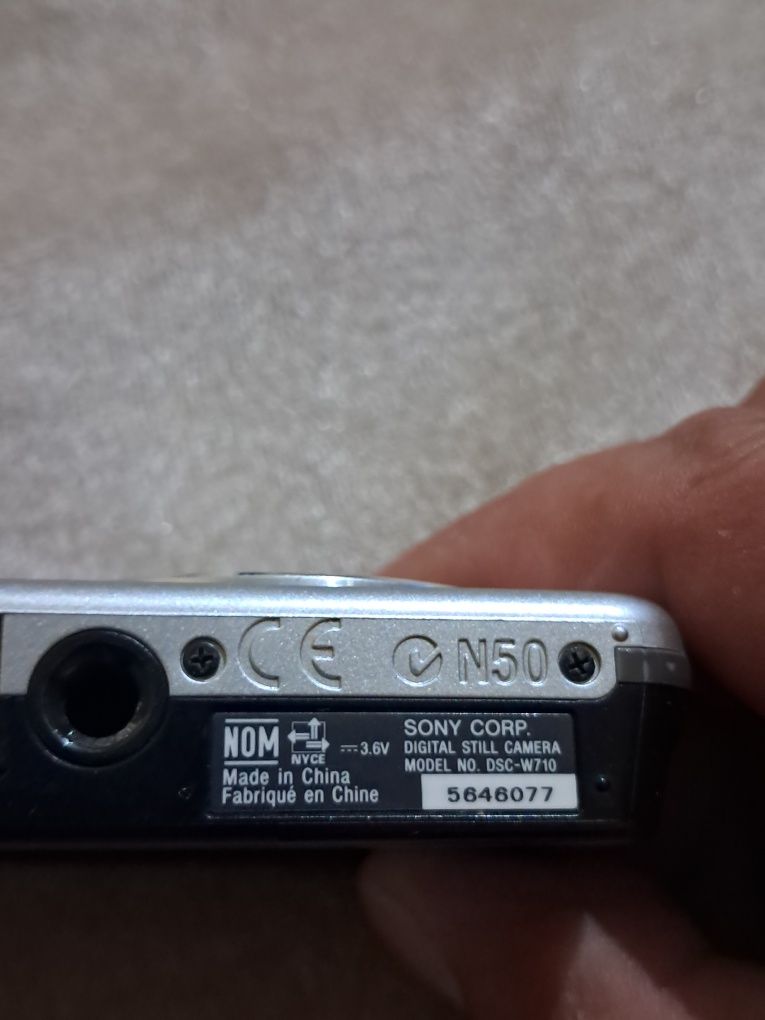 CE N50
NOM NYCE ⎓3.6V
Made in China
Fabriqué en Chine
SONY CORP.
DIGITAL STILL CAMERA
MODEL NO. DSC-W710
5646077